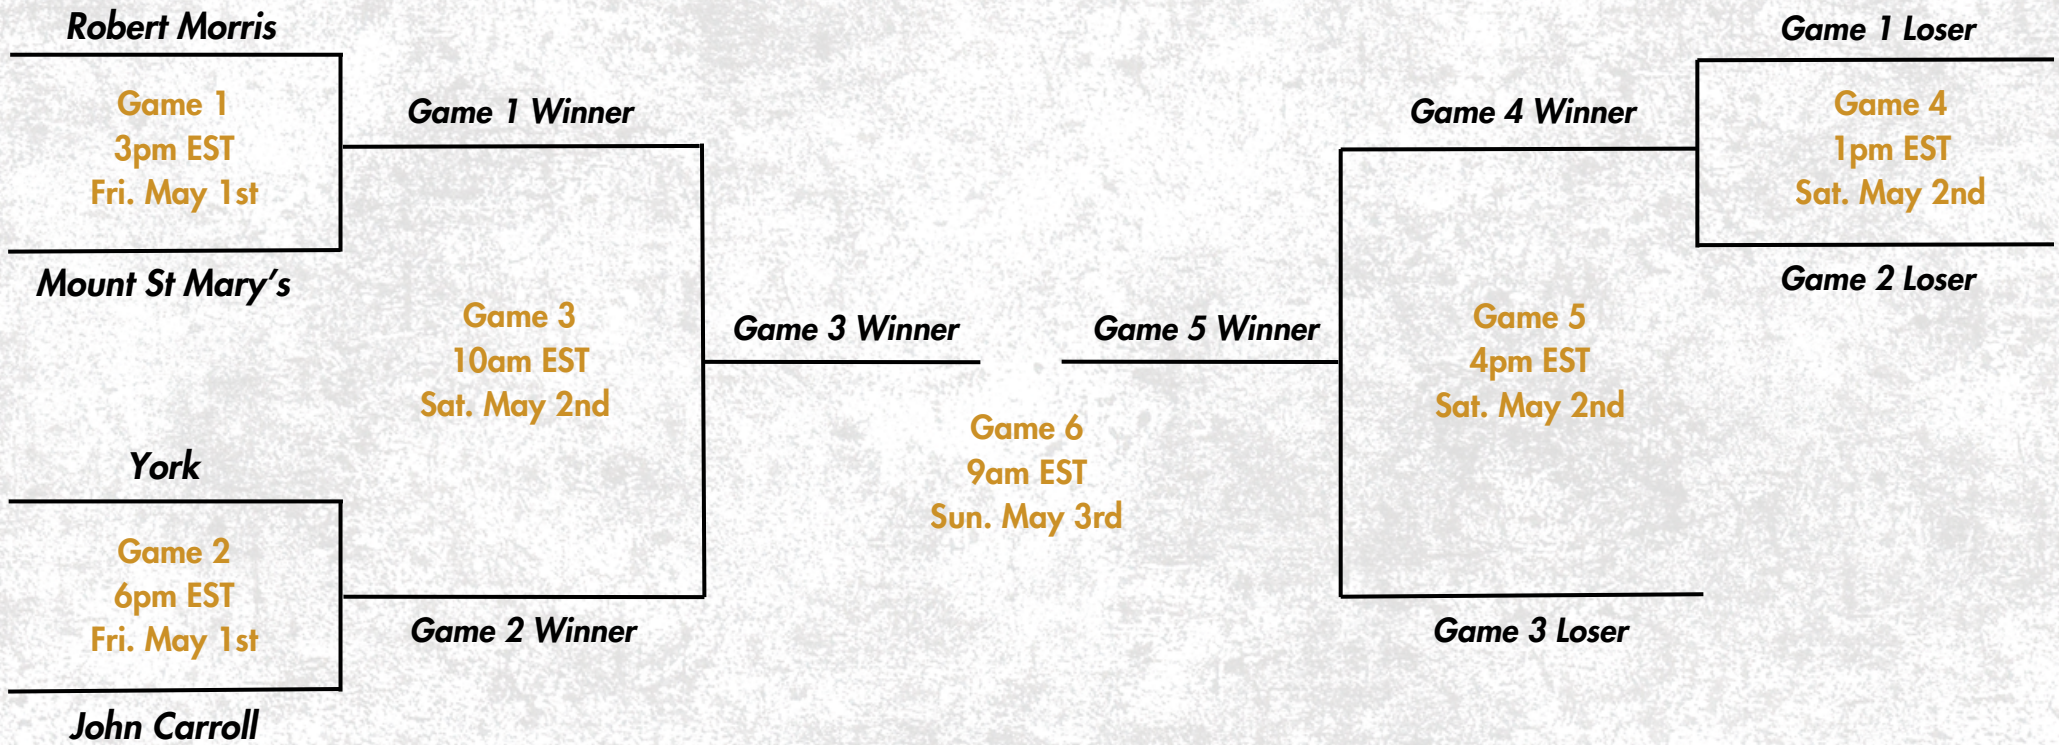 Robert Morris
Game 1
3pm EST
Fri. May 1st
Mount St Mary's
Game 1 Winner
Game 3
10am EST
Sat. May 2nd
York
Game 2
6pm EST
Fri. May 1st
John Carroll
Game 2 Winner
Game 3 Winner
Game 6
9am EST
Sun. May 3rd
Game 5 Winner
Game 4 Winner
Game 5
4pm EST
Sat. May 2nd
Game 3 Loser
Game 1 Loser
Game 4
1pm EST
Sat. May 2nd
Game 2 Loser